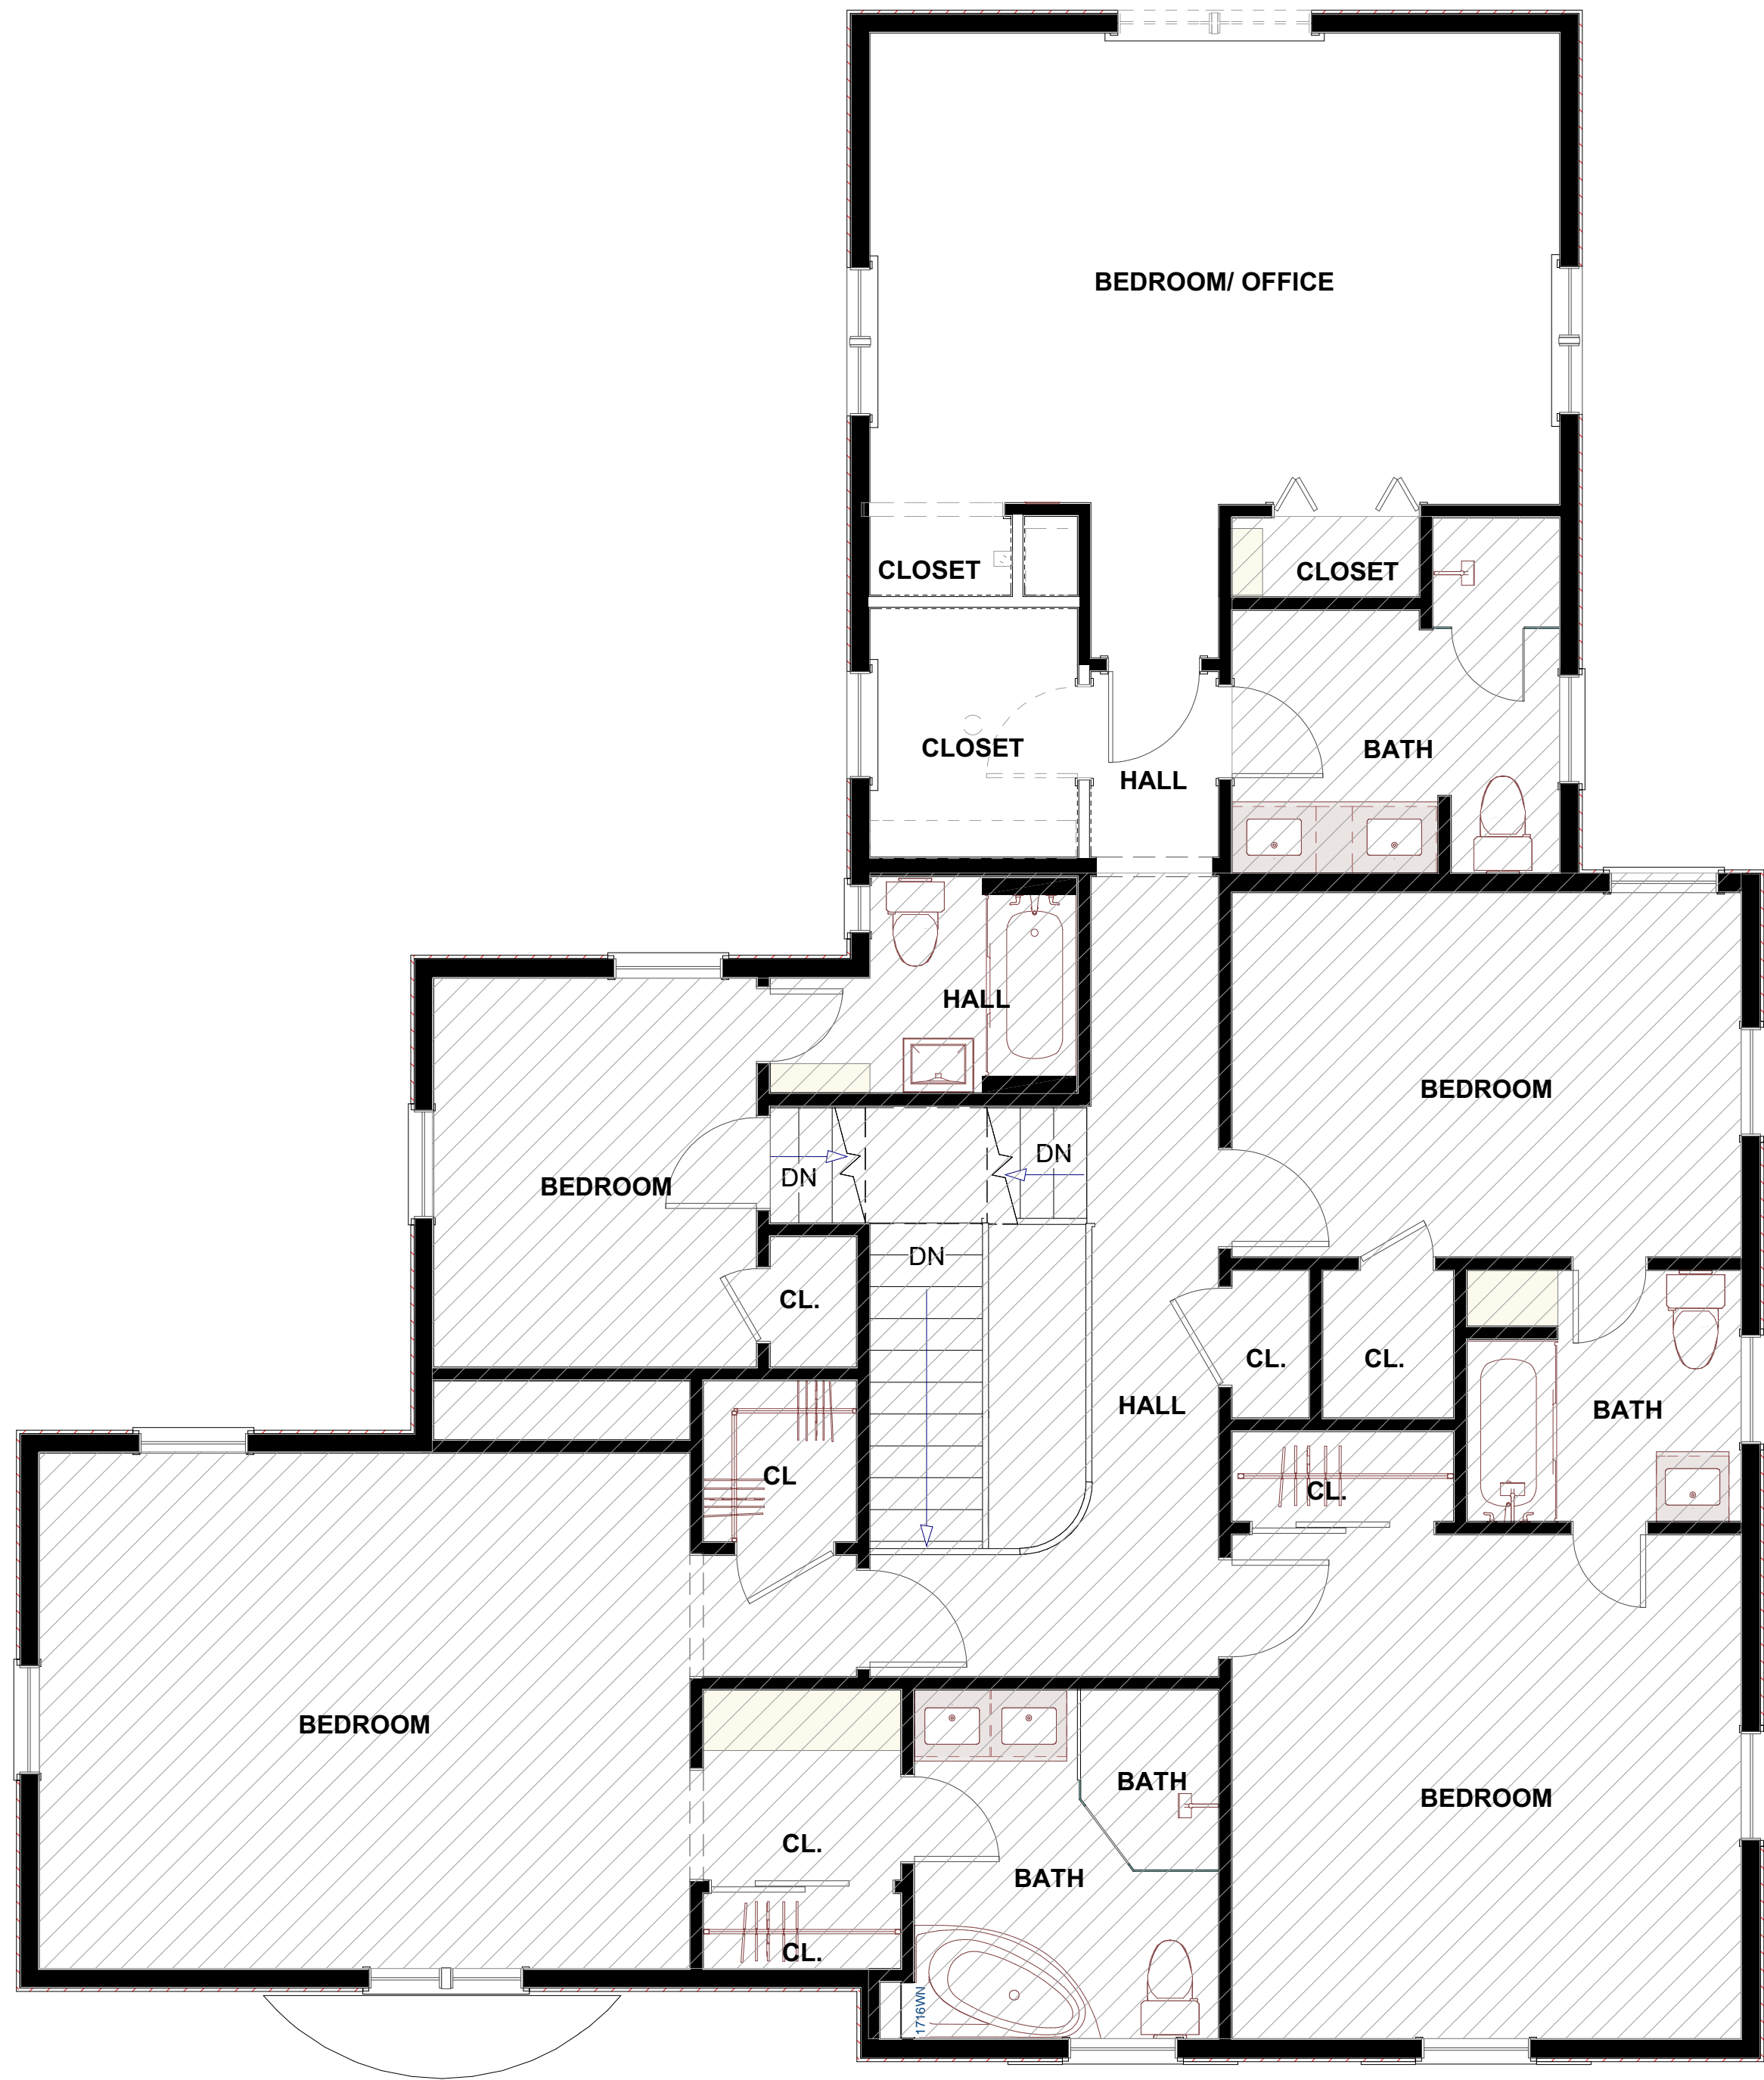 BEDROOM/ OFFICE
CLOSET
CLOSET
CLOSET
BATH
HALL
HALL
BEDROOM
DN
DN
BEDROOM
DN
CL.
CL.
CL.
HALL
BATH
CL
CL.
BEDROOM
BATH
BEDROOM
CL.
BATH
CL.
1716WN